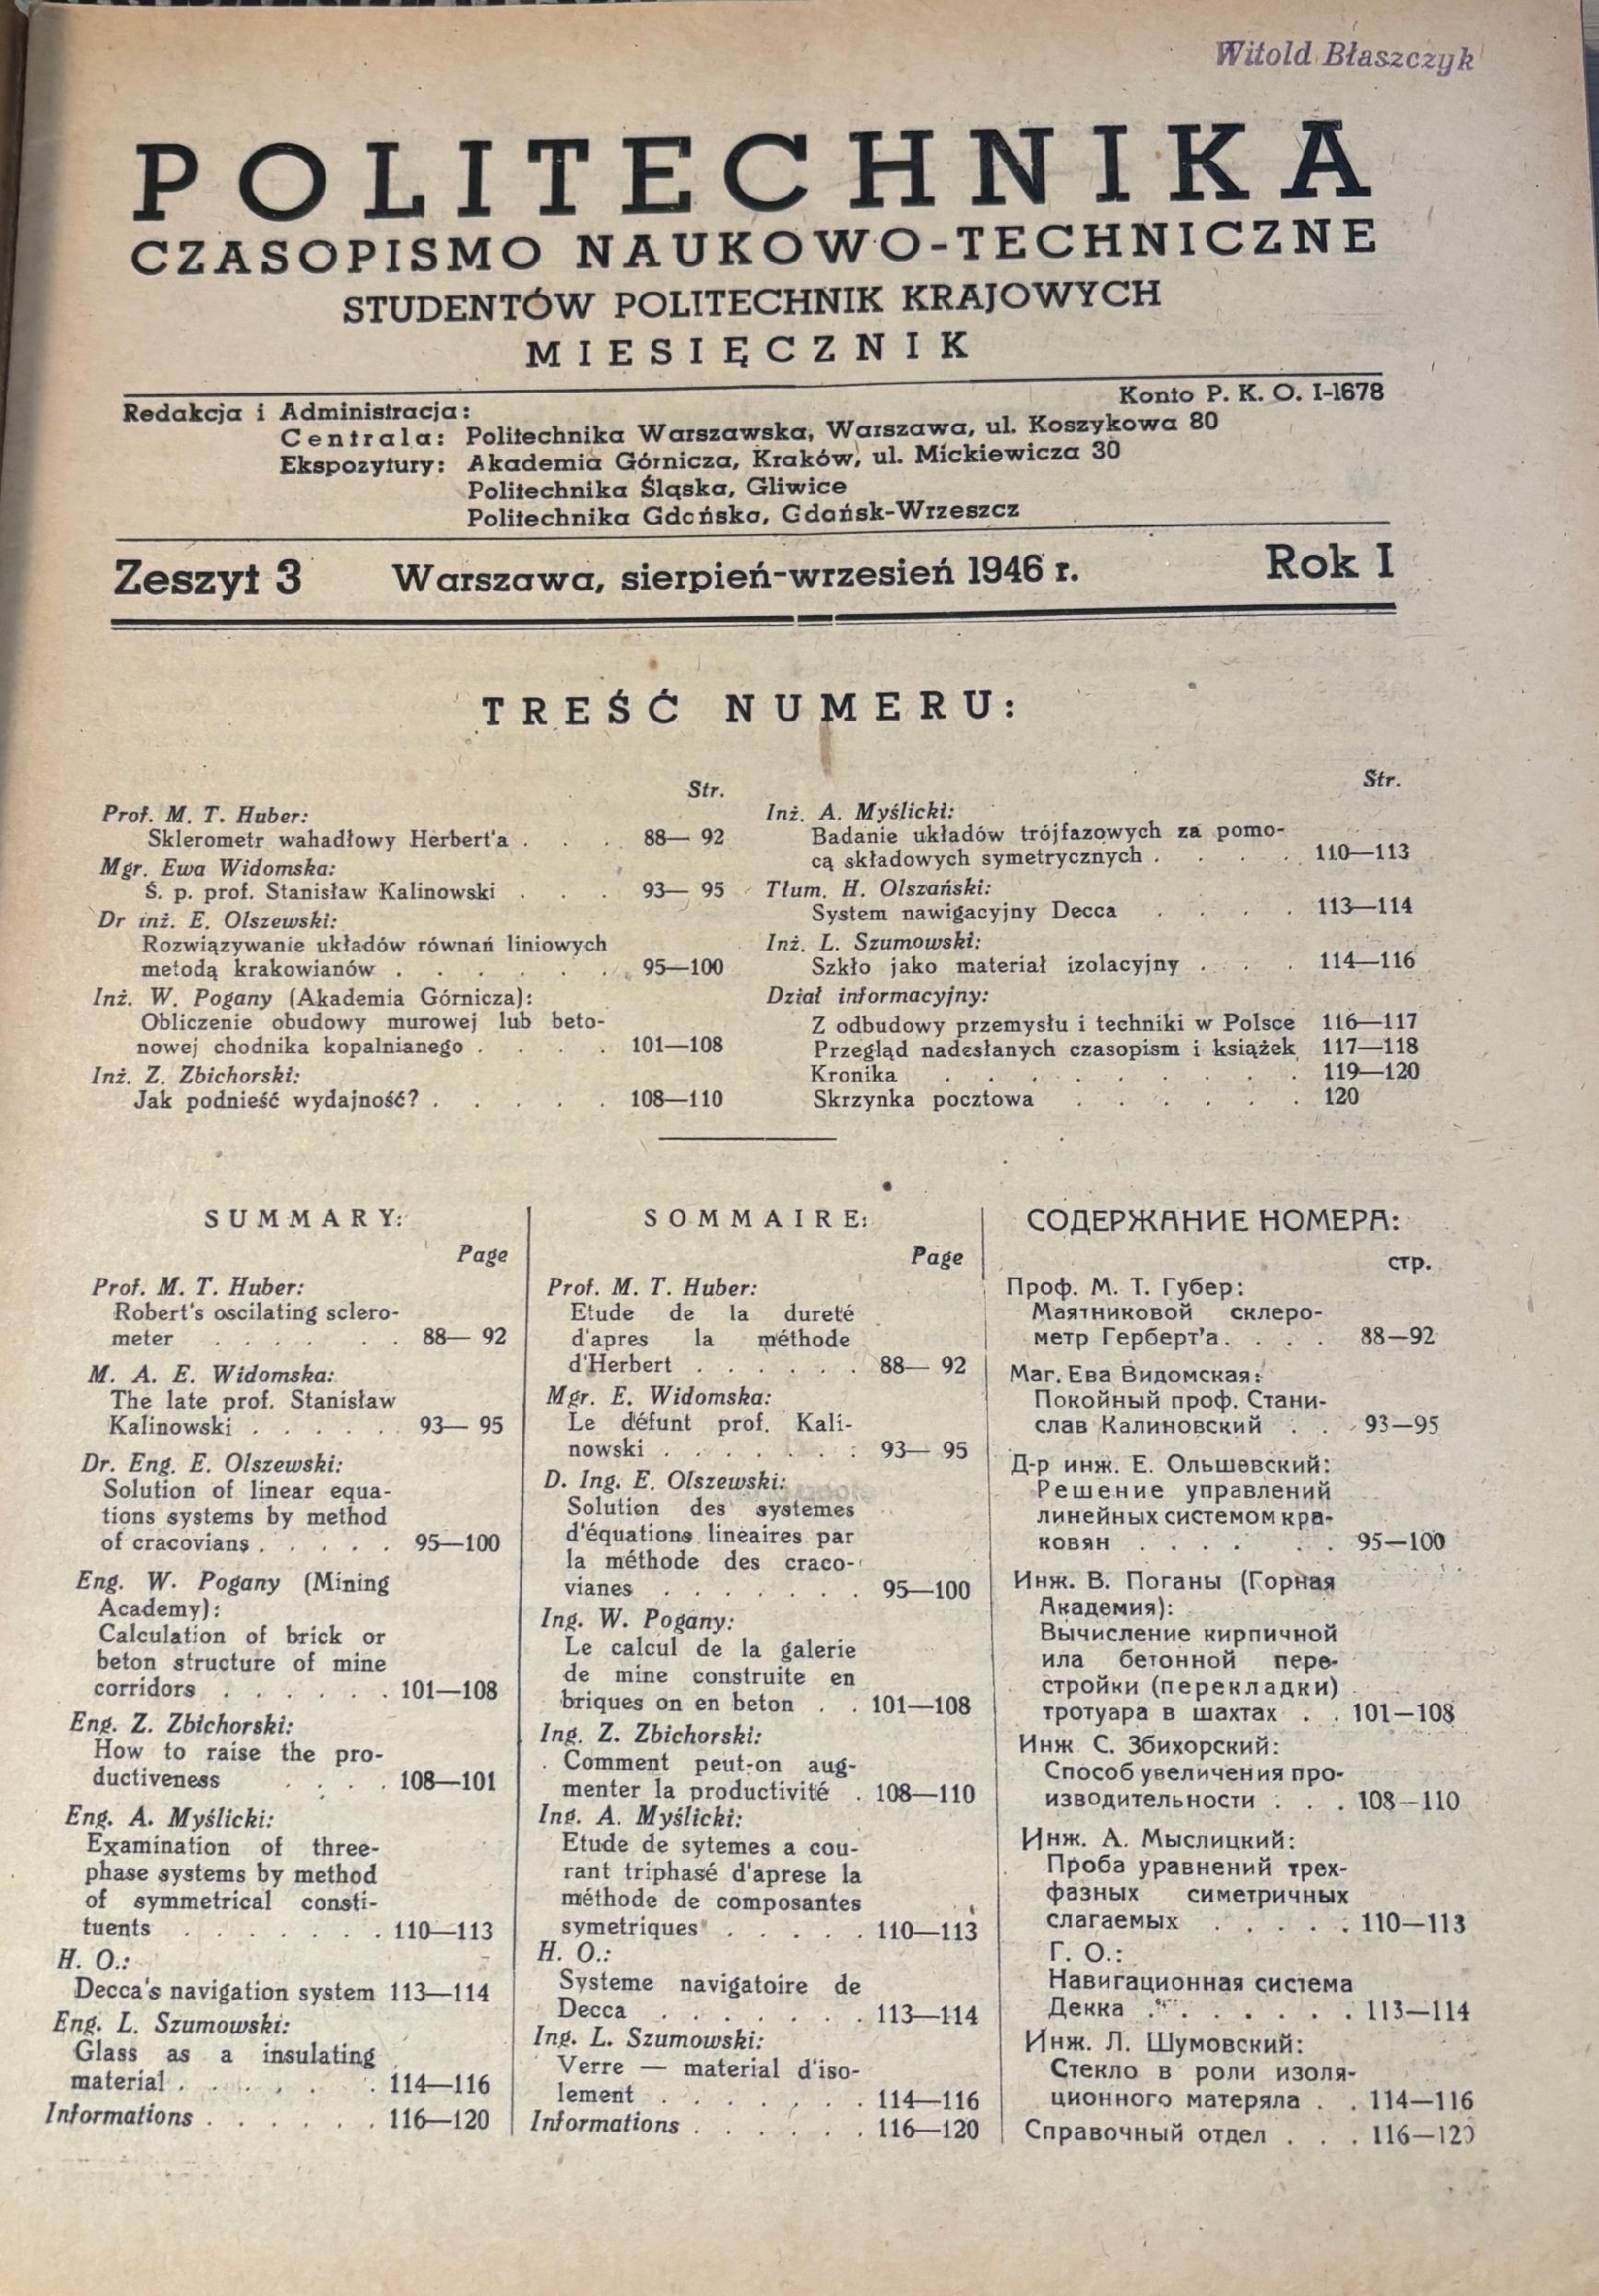 Witold Błaszczyk
POLITECHNIKA
CZASOPISMO NAUKOWO-TECHNICZNE
STUDENTÓW POLITECHNIK KRAJOWYCH
MIESIĘCZNIK
Konto P. K. O. I-1678
Redakcja i Administracja:
Centrala: Politechnika Warszawska, Warszawa, ul. Koszykowa 80
Ekspozytury: Akademia Górnicza, Kraków, ul. Mickiewicza 30
Politechnika Śląska, Gliwice
Politechnika Gdańska, Gdańsk-Wrzeszcz
Zeszyt 3 Warszawa, sierpień-wrzesień 1946 r. Rok I
TREŚĆ NUMERU:
Str.
Prof. M. T. Huber:
Sklerometr wahadłowy Herbert'a . . . 88— 92
Mgr. Ewa Widomska:
Ś. p. prof. Stanisław Kalinowski . . . 93— 95
Dr inż. E. Olszewski:
Rozwiązywanie układów równań liniowych
metodą krakowianów . . . . . . 95—100
Inż. W. Pogany (Akademia Górnicza):
Obliczenie obudowy murowej lub beto-
nowej chodnika kopalnianego . . . . 101—108
Inż. Z. Zbichorski:
Jak podnieść wydajność? . . . . . 108—110
Str.
Inż. A. Myślicki:
Badanie układów trójfazowych za pomo-
cą składowych symetrycznych . . . . 110—113
Tłum. H. Olszański:
System nawigacyjny Decca . . . . 113—114
Inż. L. Szumowski:
Szkło jako materiał izolacyjny . . . 114—116
Dział informacyjny:
Z odbudowy przemysłu i techniki w Polsce 116—117
Przegląd nadesłanych czasopism i książek 117—118
Kronika . . . . . . . . . 119—120
Skrzynka pocztowa . . . . . . 120
SUMMARY:
Page
Prof. M. T. Huber:
Robert's oscilating sclero-
meter . . . . . 88— 92
M. A. E. Widomska:
The late prof. Stanisław
Kalinowski . . . . . . 93— 95
Dr. Eng. E. Olszewski:
Solution of linear equa-
tions systems by method
of cracovians . . . . . 95—100
Eng. W. Pogany (Mining
Academy):
Calculation of brick or
beton structure of mine
corridors . . . . . . 101—108
Eng. Z. Zbichorski:
How to raise the pro-
ductiveness . . . . 108—101
Eng. A. Myślicki:
Examination of three-
phase systems by method
of symmetrical consti-
tuents . . . . . . . 110—113
H. O.:
Decca's navigation system 113—114
Eng. L. Szumowski:
Glass as a insulating
material . . . . . . 114—116
Informations . . . . . . 116—120
SOMMAIRE:
Page
Prof. M. T. Huber:
Etude de la dureté
d'apres la méthode
d'Herbert . . . . . . 88— 92
Mgr. E. Widomska:
Le défunt prof. Kali-
nowski . . . . . . . 93— 95
D. Ing. E. Olszewski:
Solution des systemes
d'équations lineaires par
la méthode des craco-
vianes . . . . . . . 95—100
Ing. W. Pogany:
Le calcul de la galerie
de mine construite en
briques on en beton . . 101—108
Ing. Z. Zbichorski:
Comment peut-on aug-
menter la productivité . 108—110
Ing. A. Myślicki:
Etude de sytemes a cou-
rant triphasé d'aprese la
méthode de composantes
symetriques . . . . . 110—113
H. O.:
Systeme navigatoire de
Decca . . . . . . . 113—114
Ing. L. Szumowski:
Verre — material d'iso-
lement . . . . . . . 114—116
Informations . . . . . . 116—120
СОДЕРЖАНИЕ НОМЕРА:
стр.
Проф. М. Т. Губер:
Маятниковой склеро-
метр Герберт'а . . . . 88—92
Маг. Ева Видомская:
Покойный проф. Стани-
слав Калиновский . . . 93—95
Д-р инж. Е. Ольшевский:
Решение управлений
линейных системом кра-
ковян . . . . . . 95—100
Инж. В. Поганы (Горная
Академия):
Вычисление кирпичной
ила бетонной пере-
стройки (перекладки)
тротуара в шахтах . . 101—108
Инж С. Збихорский:
Способ увеличения про-
изводительности . . . 108—110
Инж. А. Мыслицкий:
Проба уравнений трех-
фазных симетричных
слагаемых . . . . . 110—113
Г. О.:
Навигационная система
Декка . . . . . . . 113—114
Инж. Л. Шумовский:
Стекло в роли изоля-
ционного матеряла . . 114—116
Справочный отдел . . . 116—120